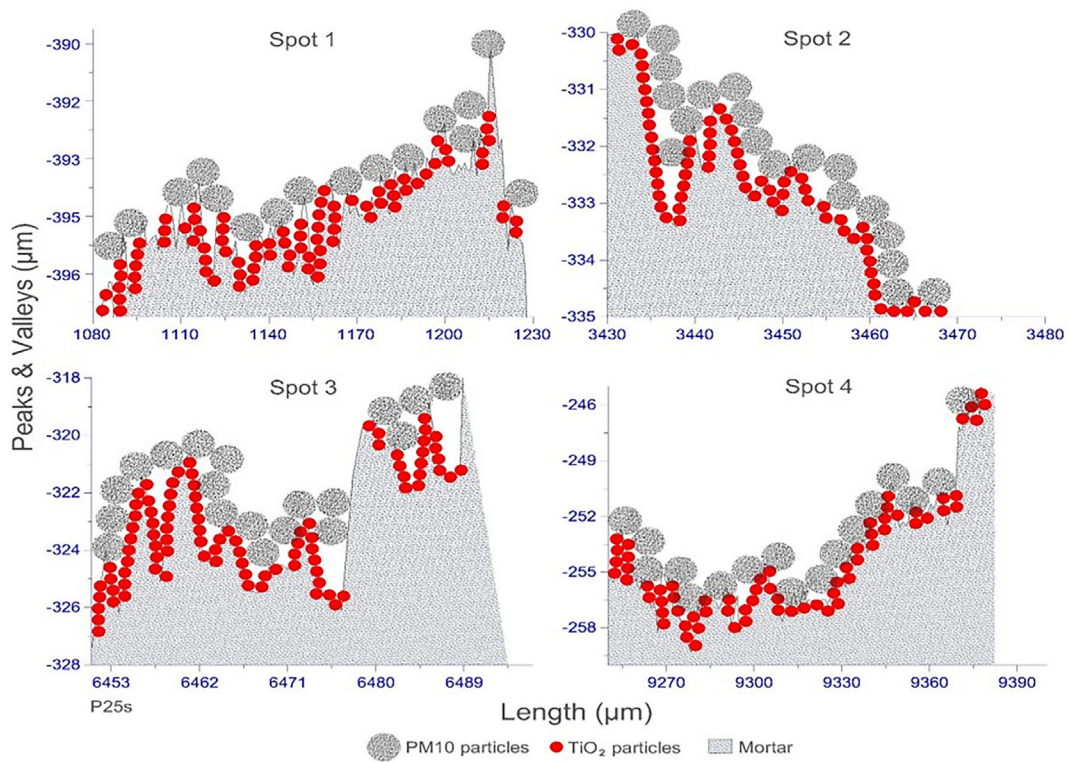 Spot 1
Spot 2
-390
-392
-393
-395
-396
1080 1110 1140 1170 1200 1230
-330
-331
-332
-333
-334
-335
3430 3440 3450 3460 3470 3480
Peaks & Valleys (µm)
Spot 3
Spot 4
-318
-320
-322
-324
-326
-328
6453 6462 6471 6480 6489
-246
-249
-252
-255
-258
9270 9300 9330 9360 9390
P25s
Length (µm)
PM10 particles TiO₂ particles Mortar